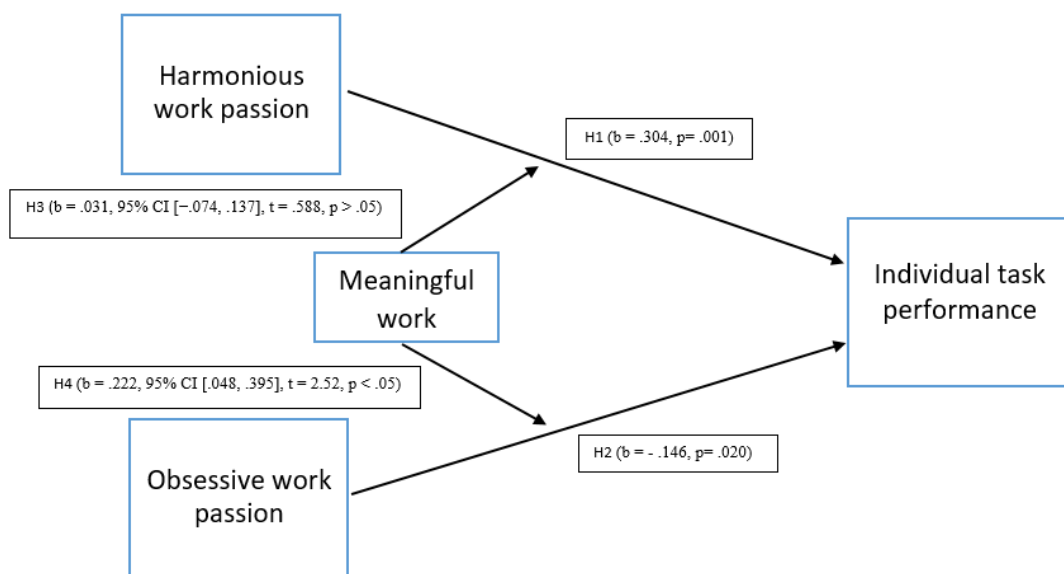 Harmonious
work passion
H1 (b = .304, p= .001)
H3 (b = .031, 95% CI [−.074, .137], t = .588, p > .05)
Meaningful
work
Individual task
performance
H4 (b = .222, 95% CI [.048, .395], t = 2.52, p < .05)
H2 (b = - .146, p= .020)
Obsessive work
passion